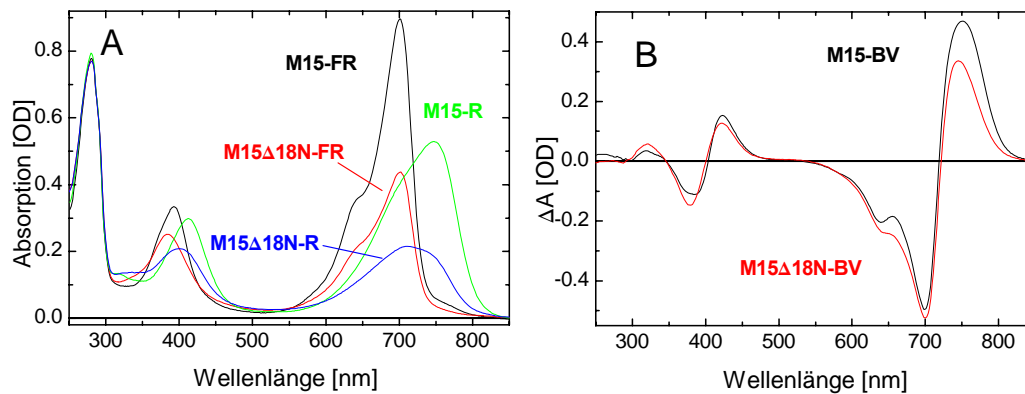 A
M15-FR
M15-R
M15Δ18N-FR
M15Δ18N-R
Absorption [OD]
0.8
0.6
0.4
0.2
0.0
300 400 500 600 700 800
Wellenlänge [nm]
B
M15-BV
M15Δ18N-BV
ΔA [OD]
0.4
0.2
0.0
-0.2
-0.4
300 400 500 600 700 800
Wellenlänge [nm]